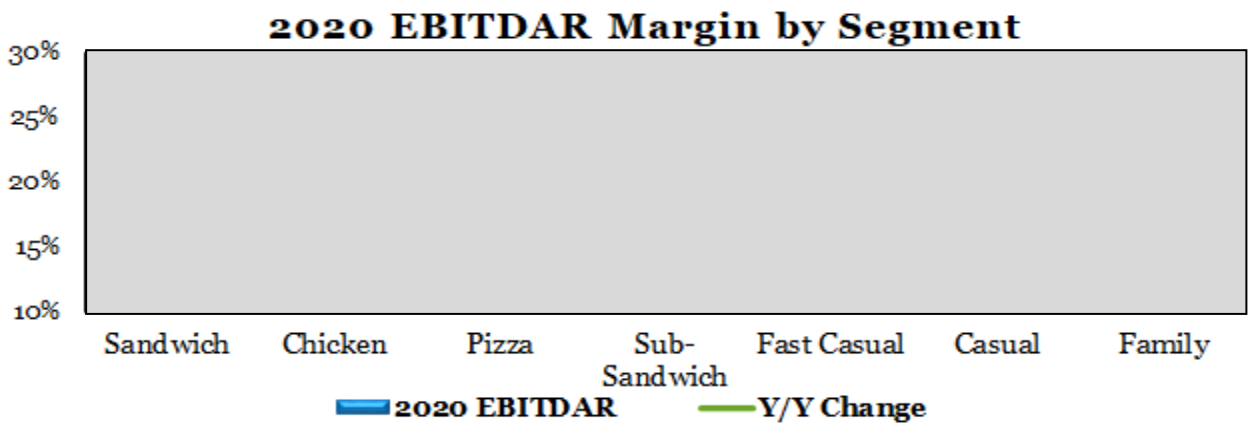 2020 EBITDAR Margin by Segment
30%
25%
20%
15%
10%
Sandwich Chicken Pizza Sub- Fast Casual Casual Family
Sandwich
2020 EBITDAR Y/Y Change